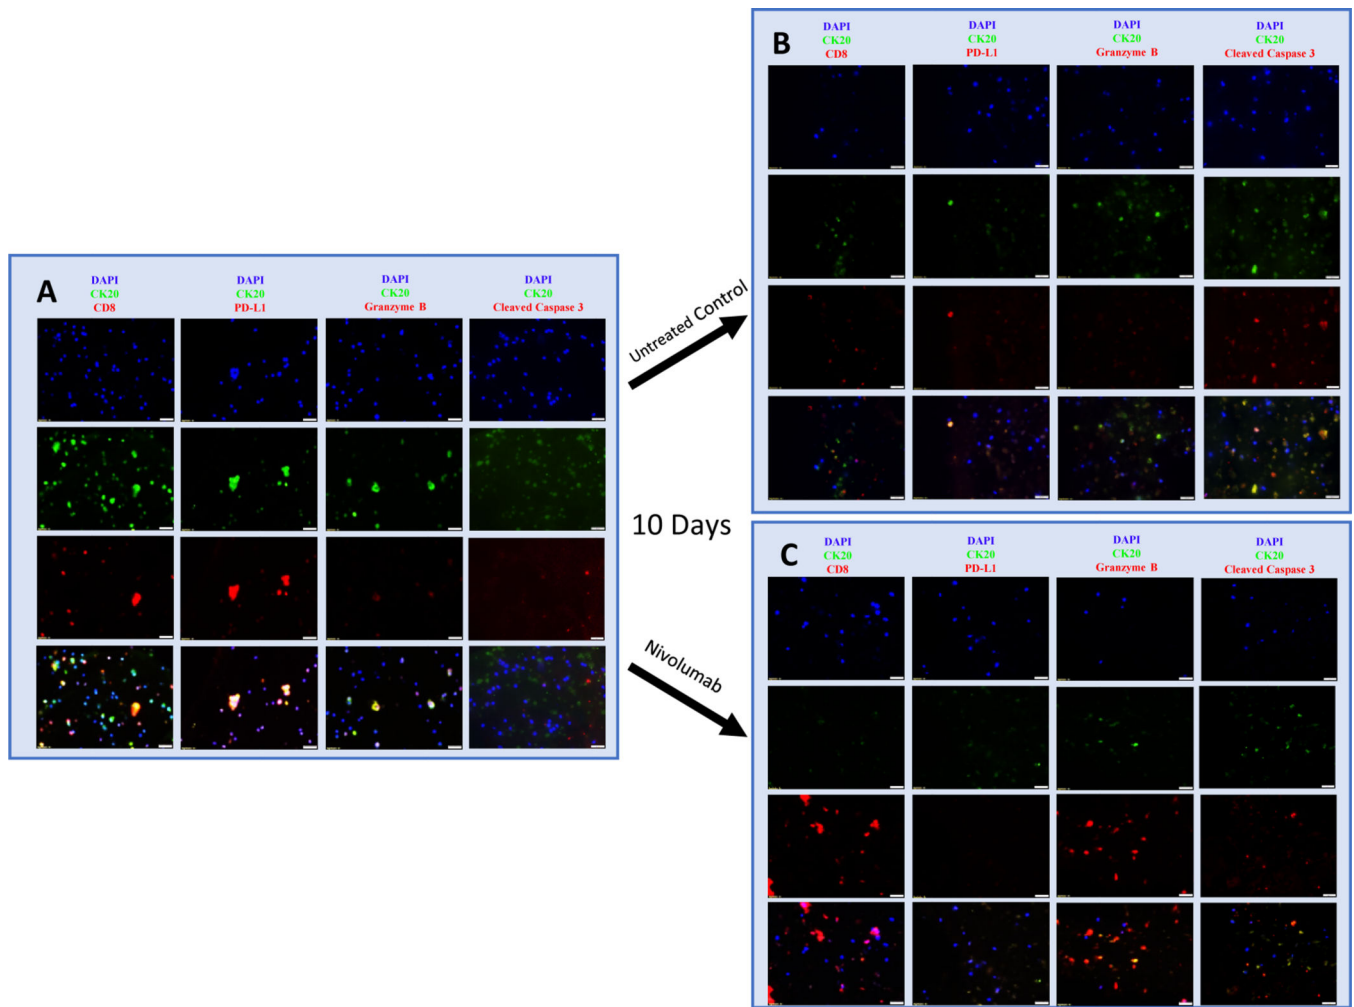 A
DAPI
CK20
CD8
DAPI
CK20
PD-L1
DAPI
CK20
Granzyme B
DAPI
CK20
Cleaved Caspase 3
Untreated Control
10 Days
Nivolumab
B
DAPI
CK20
CD8
DAPI
CK20
PD-L1
DAPI
CK20
Granzyme B
DAPI
CK20
Cleaved Caspase 3
C
DAPI
CK20
CD8
DAPI
CK20
PD-L1
DAPI
CK20
Granzyme B
DAPI
CK20
Cleaved Caspase 3